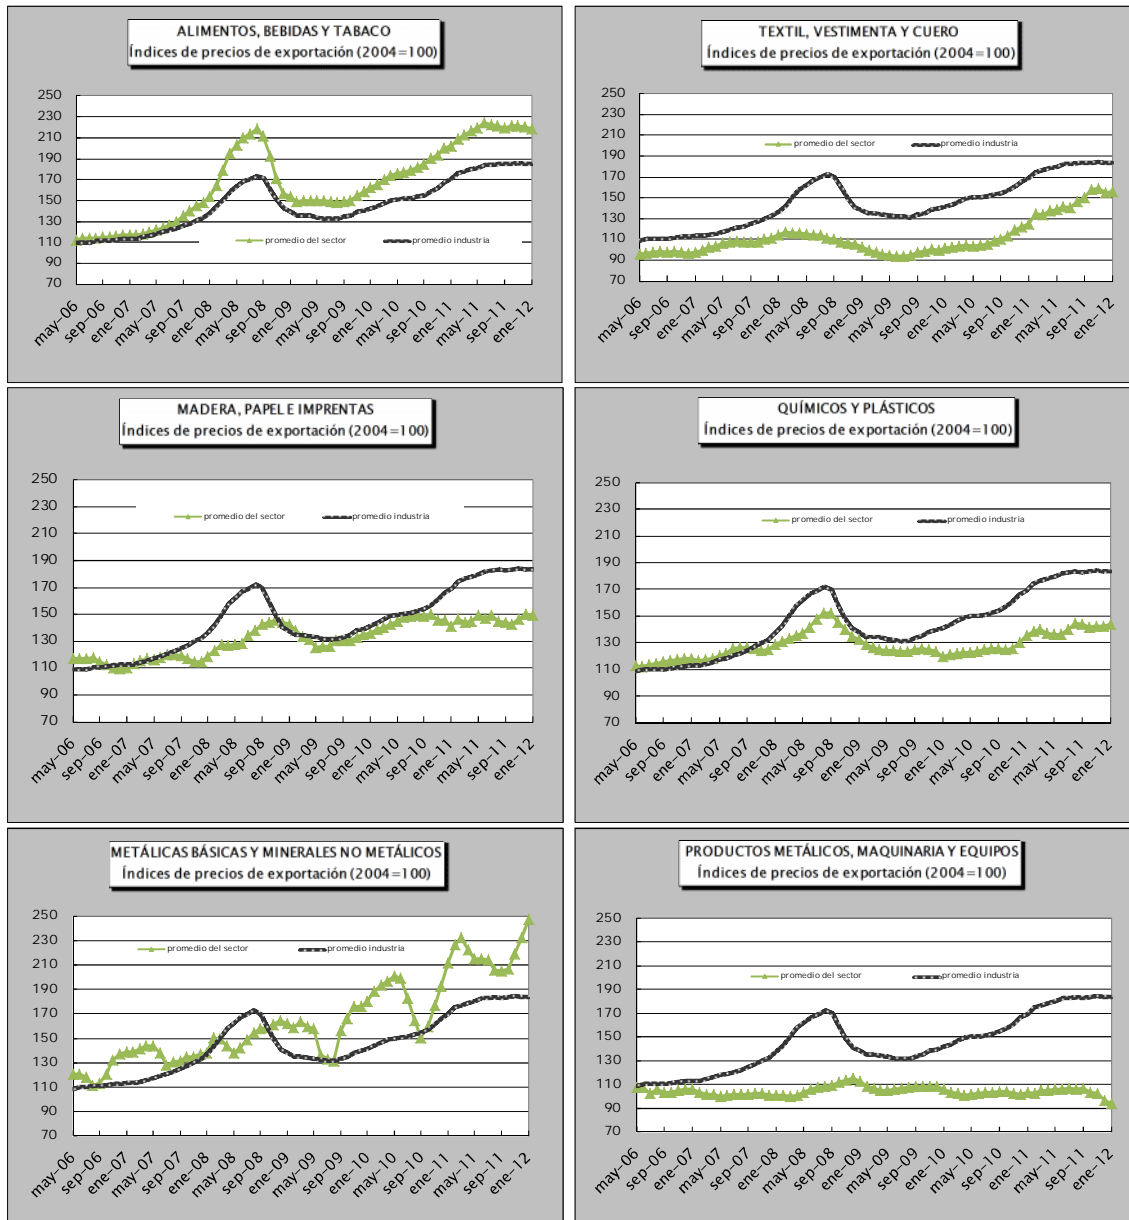 ALIMENTOS, BEBIDAS Y TABACO
Índices de precios de exportación (2004=100)
250
230
210
190
170
150
130
110
90
70
promedio del sector promedio industria
may-06 sep-06 ene-07 may-07 sep-07 ene-08 may-08 sep-08 ene-09 may-09 sep-09 ene-10 may-10 sep-10 ene-11 may-11 sep-11 ene-12
TEXTIL, VESTIMENTA Y CUERO
Índices de precios de exportación (2004=100)
250
230
210
190
170
150
130
110
90
70
promedio del sector promedio industria
may-06 sep-06 ene-07 may-07 sep-07 ene-08 may-08 sep-08 ene-09 may-09 sep-09 ene-10 may-10 sep-10 ene-11 may-11 sep-11 ene-12
MADERA, PAPEL E IMPRENTAS
Índices de precios de exportación (2004=100)
250
230
210
190
170
150
130
110
90
70
promedio del sector promedio industria
may-06 sep-06 ene-07 may-07 sep-07 ene-08 may-08 sep-08 ene-09 may-09 sep-09 ene-10 may-10 sep-10 ene-11 may-11 sep-11 ene-12
QUÍMICOS Y PLÁSTICOS
Índices de precios de exportación (2004=100)
250
230
210
190
170
150
130
110
90
70
promedio del sector promedio industria
may-06 sep-06 ene-07 may-07 sep-07 ene-08 may-08 sep-08 ene-09 may-09 sep-09 ene-10 may-10 sep-10 ene-11 may-11 sep-11 ene-12
METÁLICAS BÁSICAS Y MINERALES NO METÁLICOS
Índices de precios de exportación (2004=100)
250
230
210
190
170
150
130
110
90
70
promedio del sector promedio industria
may-06 sep-06 ene-07 may-07 sep-07 ene-08 may-08 sep-08 ene-09 may-09 sep-09 ene-10 may-10 sep-10 ene-11 may-11 sep-11 ene-12
PRODUCTOS METÁLICOS, MAQUINARIA Y EQUIPOS
Índices de precios de exportación (2004=100)
250
230
210
190
170
150
130
110
90
70
promedio del sector promedio industria
may-06 sep-06 ene-07 may-07 sep-07 ene-08 may-08 sep-08 ene-09 may-09 sep-09 ene-10 may-10 sep-10 ene-11 may-11 sep-11 ene-12